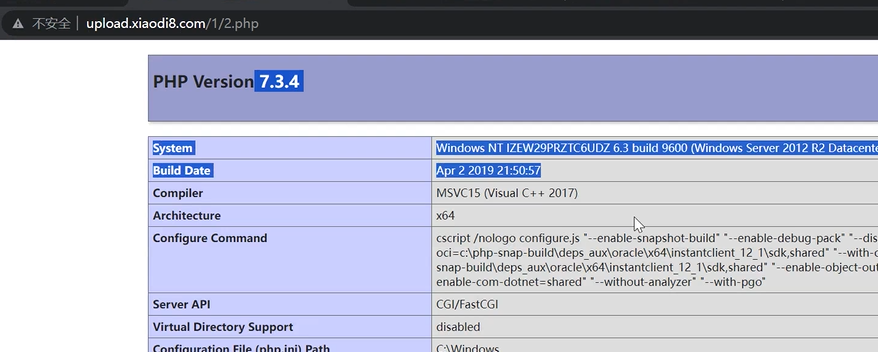 不安全 | upload.xiaodi8.com/1/2.php
PHP Version 7.3.4
System Windows NT IZEW29PRZTC6UDZ 6.3 build 9600 (Windows Server 2012 R2 Datacente
Build Date Apr 2 2019 21:50:57
Compiler MSVC15 (Visual C++ 2017)
Architecture x64
Configure Command cscript /nologo configure.js "--enable-snapshot-build" "--enable-debug-pack" "--dis
oci=c:\php-snap-build\deps_aux\oracle\x64\instantclient_12_1\sdk,shared" "--with-o
snap-build\deps_aux\oracle\x64\instantclient_12_1\sdk,shared" "--enable-object-out
enable-com-dotnet=shared" "--without-analyzer" "--with-pgo"
Server API CGI/FastCGI
Virtual Directory Support disabled
Configuration File (php.ini) Path C:\Windows